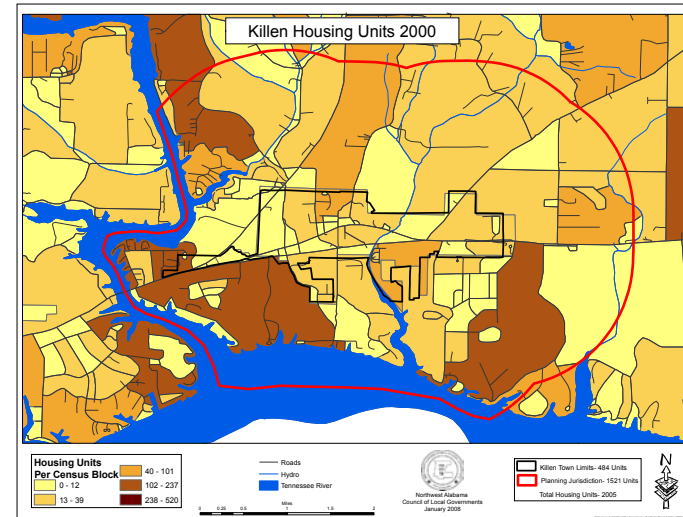 Killen Housing Units 2000
Housing Units
Per Census Block
0 - 12
13 - 39
40 - 101
102 - 237
238 - 520
Roads
Hydro
Tennessee River
Miles
0 0.25 0.5 1 1.5 2
Northwest Alabama
Council of Local Governments
January 2008
Killen Town Limits- 484 Units
Planning Jurisdiction- 1521 Units
Total Housing Units- 2005
N